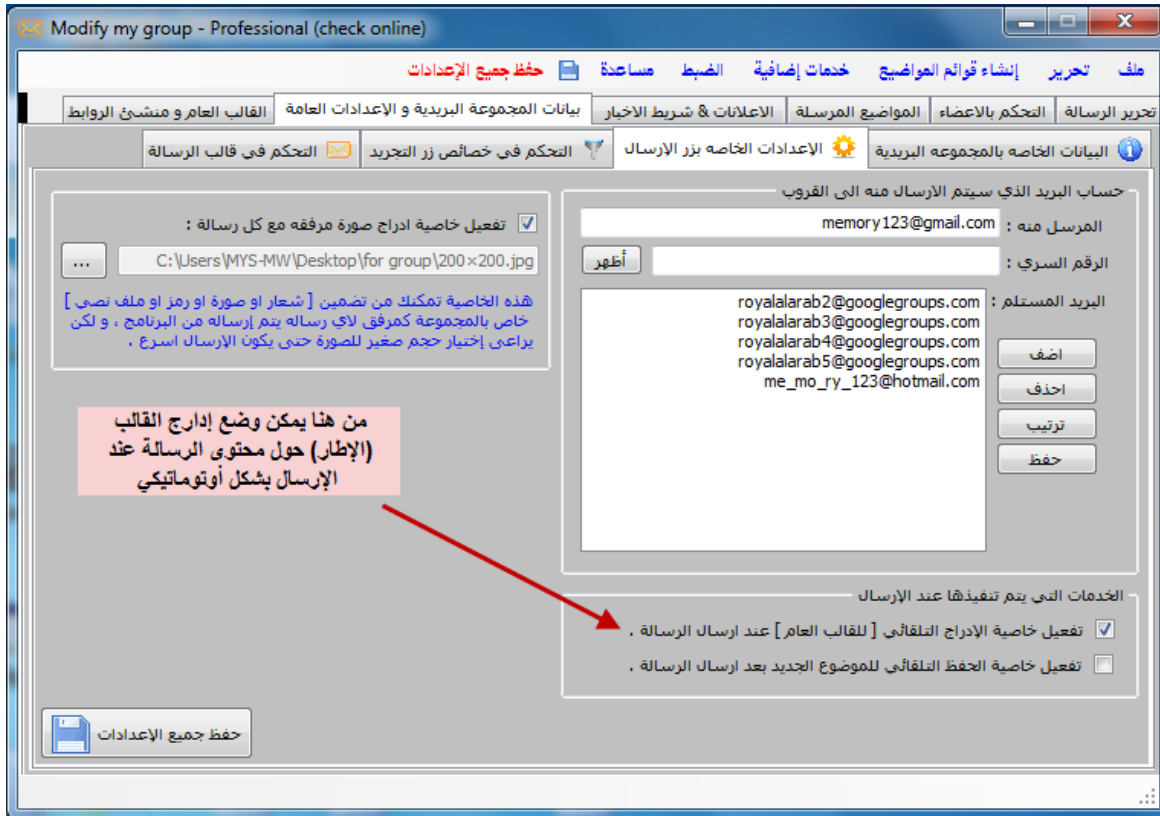 Modify my group - Professional (check online)
ملف تحرير إنشاء قوائم المواضيع خدمات إضافية الضبط مساعدة حفظ جميع الإعدادات
تحرير الرسالة التحكم بالاعضاء المواضيع المرسلة الاعلانات & شريط الاخبار بيانات المجموعة البريدية و الإعدادات العامة القالب العام و منشئ الروابط
البيانات الخاصه بالمجموعه البريدية الإعدادات الخاصه بزر الإرسال التحكم في خصائص زر التجريد التحكم في قالب الرسالة
حساب البريد الذي سيتم الارسال منه الى القروب
المرسل منه : memory123@gmail.com
الرقم السري : أظهر
البريد المستلم : royalalarab2@googlegroups.com
royalalarab3@googlegroups.com
royalalarab4@googlegroups.com
royalalarab5@googlegroups.com
me_mo_ry_123@hotmail.com
اضف
احذف
ترتيب
حفظ
الخدمات التي يتم تنفيذها عند الإرسال
تفعيل خاصية الإدراج التلقائي [ للقالب العام ] عند ارسال الرسالة .
تفعيل خاصية الحفظ التلقائي للموضوع الجديد بعد ارسال الرسالة .
تفعيل خاصية ادراج صورة مرفقه مع كل رسالة :
C:\Users\MYS-MW\Desktop\for group\200×200.jpg ...
هذه الخاصية تمكنك من تضمين [ شعار او صورة او رمز او ملف نصي ]
خاص بالمجموعة كمرفق لاي رساله يتم إرساله من البرنامج ، و لكن
يراعى إختيار حجم صغير للصورة حتى يكون الإرسال اسرع .
من هنا يمكن وضع إدارج القالب
(الإطار) حول محتوى الرسالة عند
الإرسال بشكل أوتوماتيكي
حفظ جميع الإعدادات